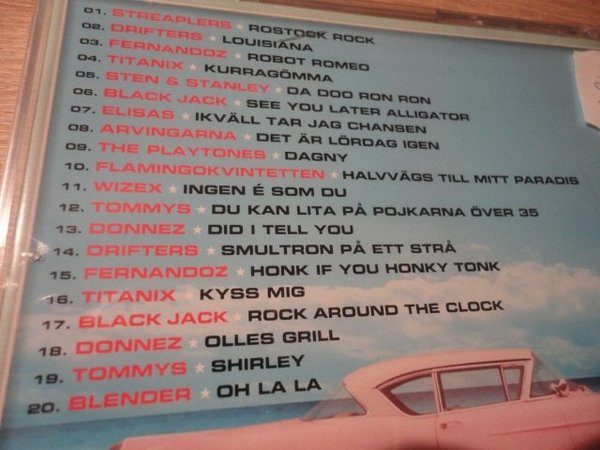 01. STREAPLERS ★ ROSTOCK ROCK
02. DRIFTERS ★ LOUISIANA
03. FERNANDOZ ★ ROBOT ROMEO
04. TITANIX ★ KURRAGÖMMA
05. STEN & STANLEY ★ DA DOO RON RON
06. BLACK JACK ★ SEE YOU LATER ALLIGATOR
07. ELISAS ★ IKVÄLL TAR JAG CHANSEN
08. ARVINGARNA ★ DET ÄR LÖRDAG IGEN
09. THE PLAYTONES ★ DAGNY
10. FLAMINGOKVINTETTEN ★ HALVVÄGS TILL MITT PARADIS
11. WIZEX ★ INGEN É SOM DU
12. TOMMYS ★ DU KAN LITA PÅ POJKARNA ÖVER 35
13. DONNEZ ★ DID I TELL YOU
14. DRIFTERS ★ SMULTRON PÅ ETT STRÅ
15. FERNANDOZ ★ HONK IF YOU HONKY TONK
16. TITANIX ★ KYSS MIG
17. BLACK JACK ★ ROCK AROUND THE CLOCK
18. DONNEZ ★ OLLES GRILL
19. TOMMYS ★ SHIRLEY
20. BLENDER ★ OH LA LA